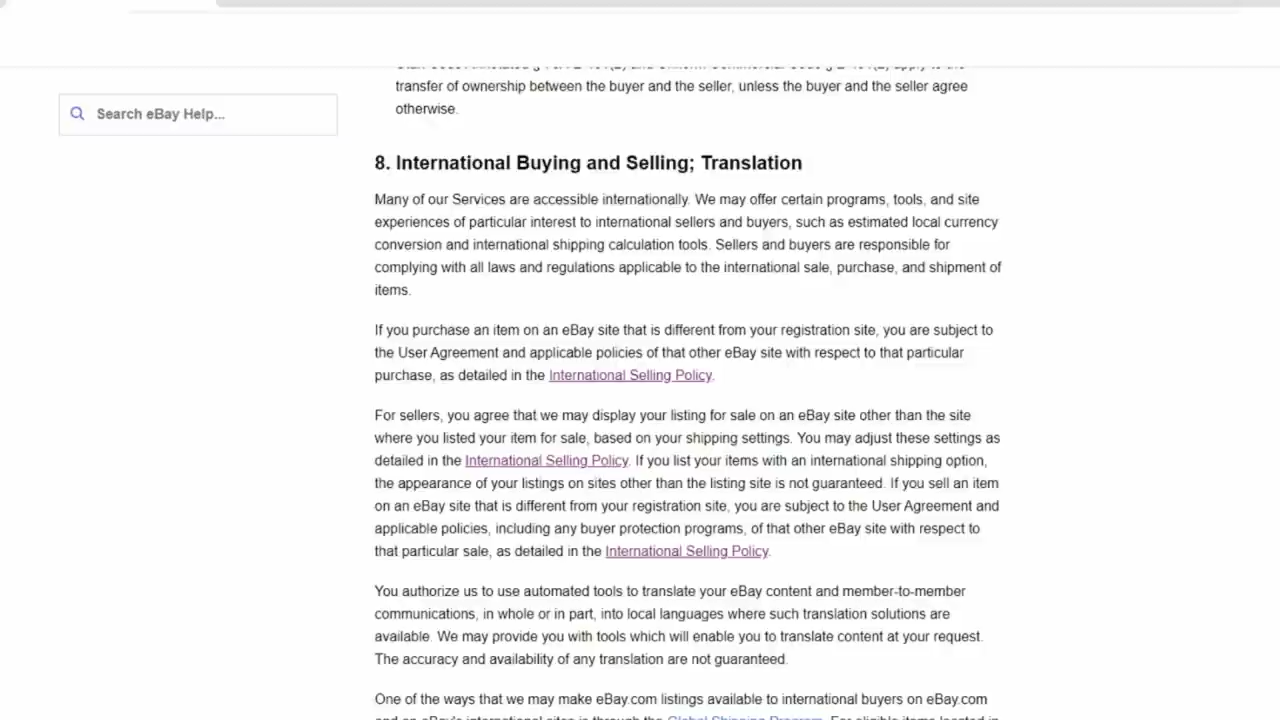 transfer of ownership between the buyer and the seller, unless the buyer and the seller agree
otherwise.
Search eBay Help...
8. International Buying and Selling; Translation
Many of our Services are accessible internationally. We may offer certain programs, tools, and site
experiences of particular interest to international sellers and buyers, such as estimated local currency
conversion and international shipping calculation tools. Sellers and buyers are responsible for
complying with all laws and regulations applicable to the international sale, purchase, and shipment of
items.
If you purchase an item on an eBay site that is different from your registration site, you are subject to
the User Agreement and applicable policies of that other eBay site with respect to that particular
purchase, as detailed in the International Selling Policy.
For sellers, you agree that we may display your listing for sale on an eBay site other than the site
where you listed your item for sale, based on your shipping settings. You may adjust these settings as
detailed in the International Selling Policy. If you list your items with an international shipping option,
the appearance of your listings on sites other than the listing site is not guaranteed. If you sell an item
on an eBay site that is different from your registration site, you are subject to the User Agreement and
applicable policies, including any buyer protection programs, of that other eBay site with respect to
that particular sale, as detailed in the International Selling Policy.
You authorize us to use automated tools to translate your eBay content and member-to-member
communications, in whole or in part, into local languages where such translation solutions are
available. We may provide you with tools which will enable you to translate content at your request.
The accuracy and availability of any translation are not guaranteed.
One of the ways that we may make eBay.com listings available to international buyers on eBay.com
and on eBay's international sites is through the Global Shipping Program. For eligible items located in